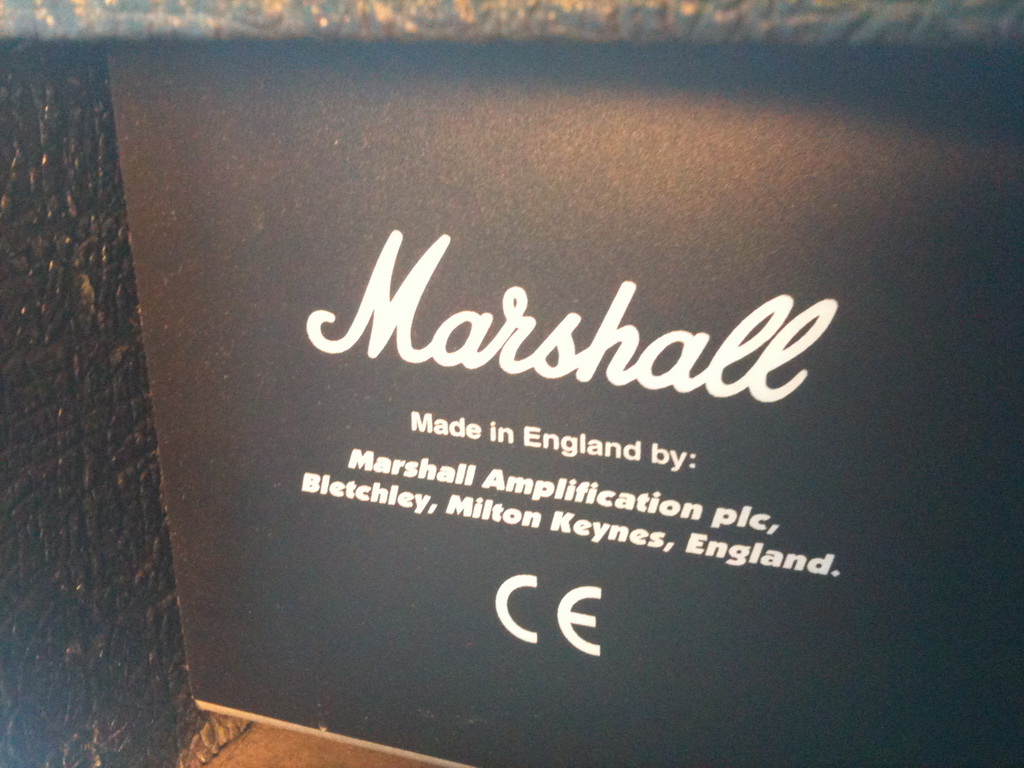 Marshall
Made in England by:
Marshall Amplification plc,
Bletchley, Milton Keynes, England.
CE